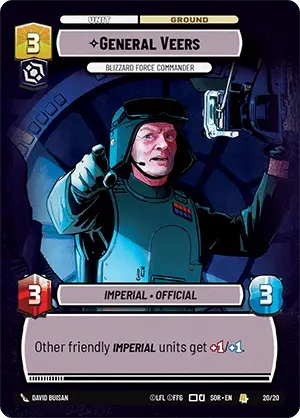 UNIT GROUND
3 GENERAL VEERS
BLIZZARD FORCE COMMANDER
3 IMPERIAL • OFFICIAL 3
Other friendly IMPERIAL units get +1/+1.
DAVID BUISAN ©LFL ©FFG SOR • EN 20/20